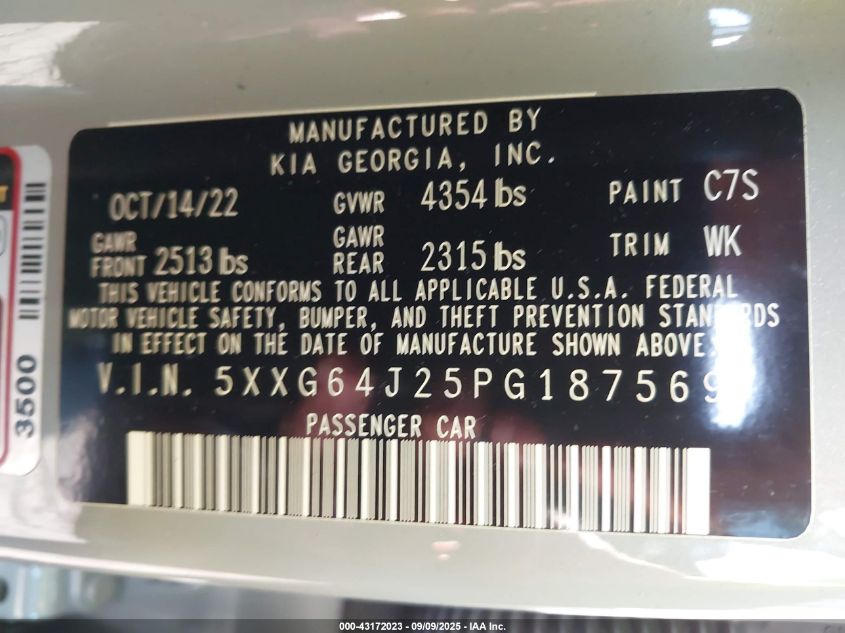 MANUFACTURED BY
KIA GEORGIA, INC.
OCT/14/22 GVWR 4354 lbs PAINT C7S
GAWR FRONT 2513 lbs GAWR REAR 2315 lbs TRIM WK
THIS VEHICLE CONFORMS TO ALL APPLICABLE U.S.A. FEDERAL
MOTOR VEHICLE SAFETY, BUMPER, AND THEFT PREVENTION STANDARDS
IN EFFECT ON THE DATE OF MANUFACTURE SHOWN ABOVE.
V.I.N. 5XXG64J25PG187569
PASSENGER CAR
3500
000-43172023 - 09/09/2025 - IAA Inc.